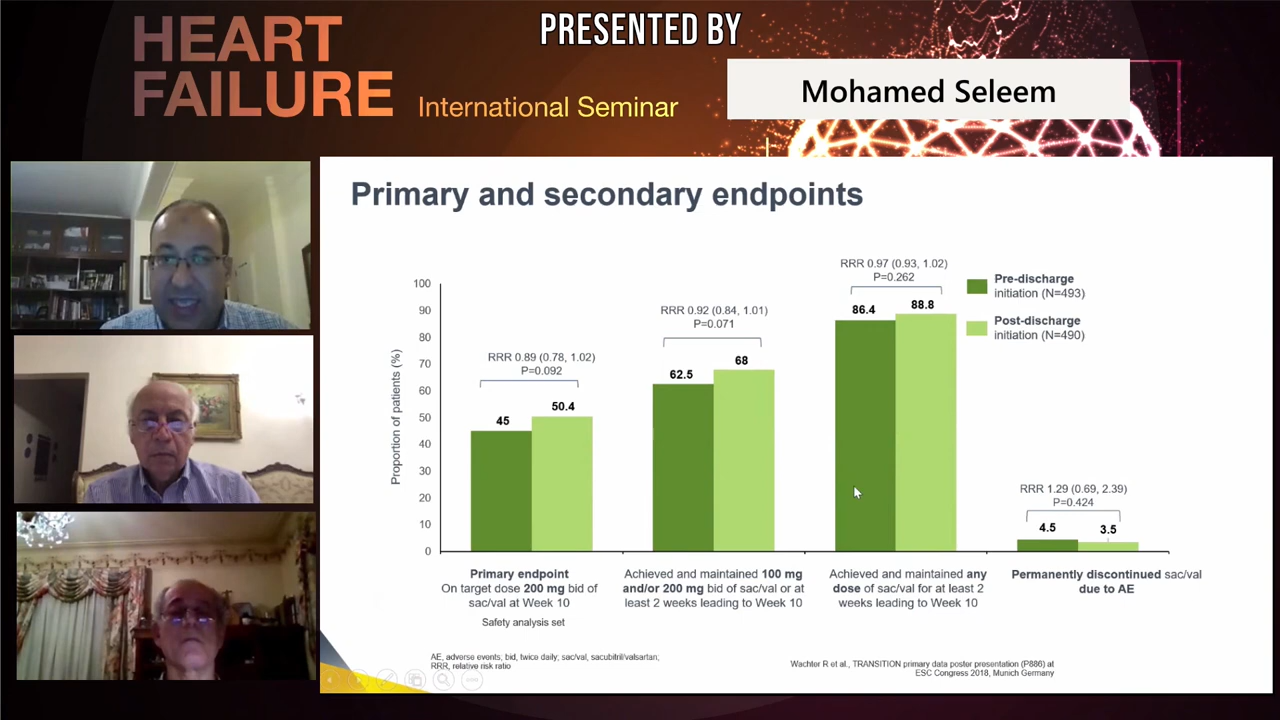 HEART
FAILURE
International Seminar
PRESENTED BY
Mohamed Seleem
Primary and secondary endpoints
Proportion of patients (%)
100
90
80
70
60
50
40
30
20
10
0
RRR 0.89 (0.78, 1.02)
P=0.092
45
50.4
RRR 0.92 (0.84, 1.01)
P=0.071
62.5
68
RRR 0.97 (0.93, 1.02)
P=0.262
86.4
88.8
RRR 1.29 (0.69, 2.39)
P=0.424
4.5
3.5
Pre-discharge
initiation (N=493)
Post-discharge
initiation (N=490)
Primary endpoint
On target dose 200 mg bid of
sac/val at Week 10
Safety analysis set
Achieved and maintained 100 mg
and/or 200 mg bid of sac/val or at
least 2 weeks leading to Week 10
Achieved and maintained any
dose of sac/val for at least 2
weeks leading to Week 10
Permanently discontinued sac/val
due to AE
AE, adverse events; bid, twice daily; sac/val, sacubitril/valsartan;
RRR, relative risk ratio
Wachter R et al., TRANSITION primary data poster presentation (P886) at
ESC Congress 2018, Munich Germany